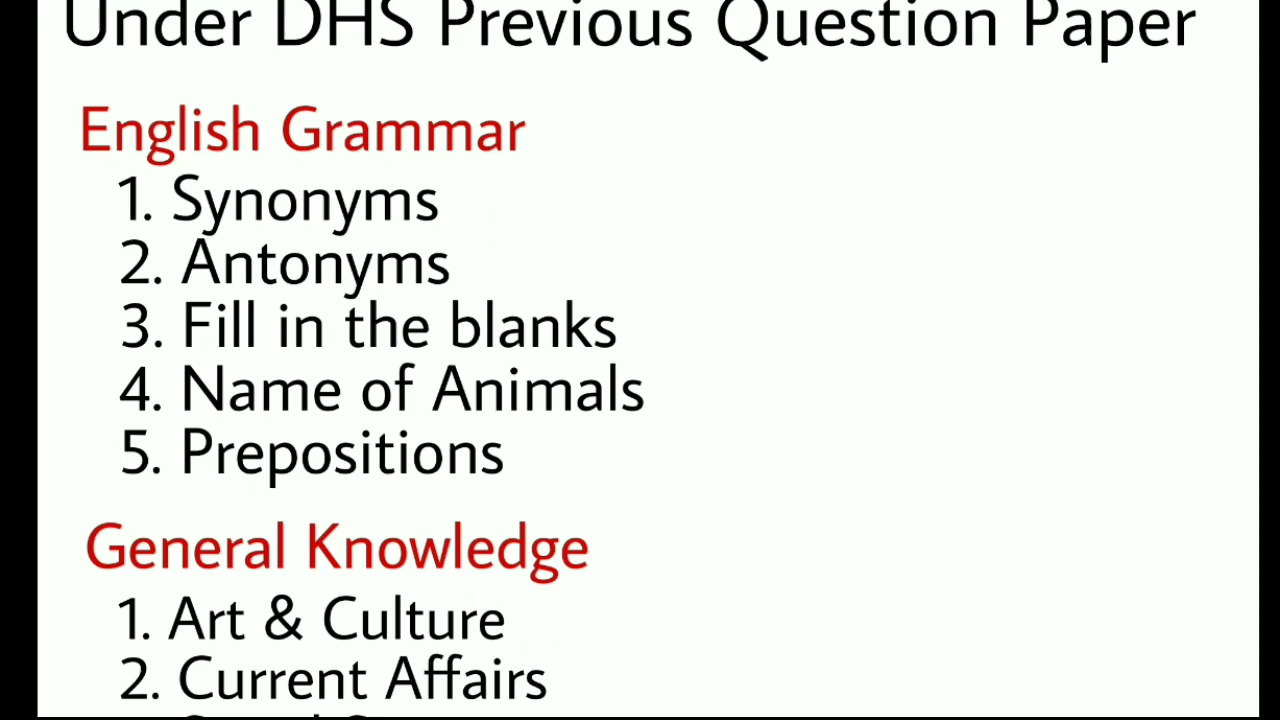 Under DHS Previous Question Paper
English Grammar
1. Synonyms
2. Antonyms
3. Fill in the blanks
4. Name of Animals
5. Prepositions
General Knowledge
1. Art & Culture
2. Current Affairs